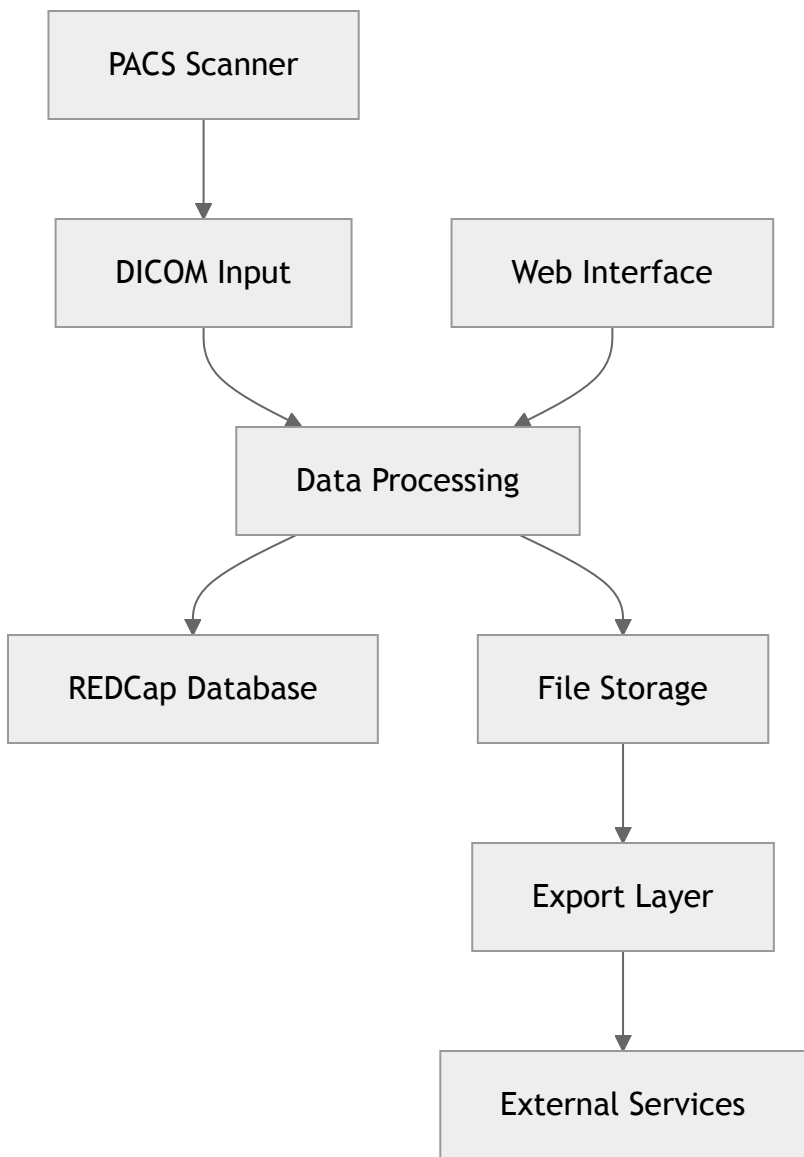 PACS Scanner
DICOM Input
Web Interface
Data Processing
REDCap Database
File Storage
Export Layer
External Services